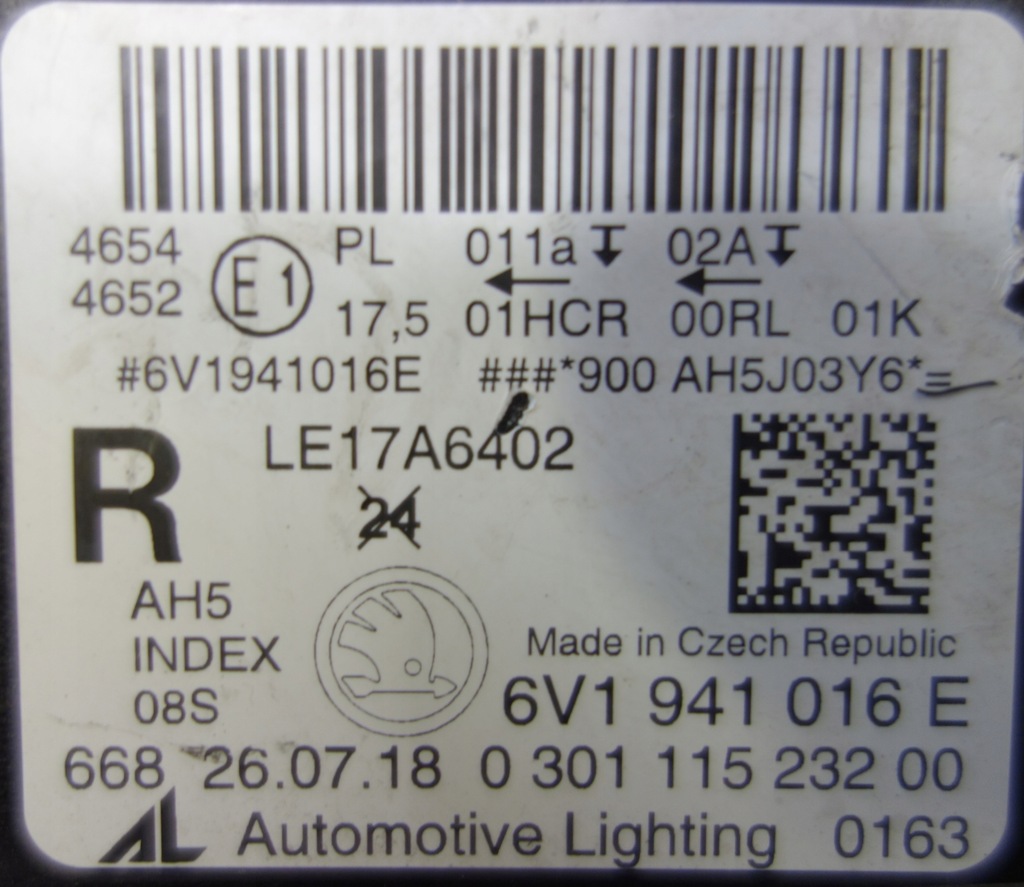 4654 E1 PL 011a 02A
4652 17,5 01HCR 00RL 01K
#6V1941016E ###*900 AH5J03Y6*=
R LE17A6402
24
AH5
INDEX
08S
Made in Czech Republic
6V1 941 016 E
668 26.07.18 0 301 115 232 00
AL Automotive Lighting 0163